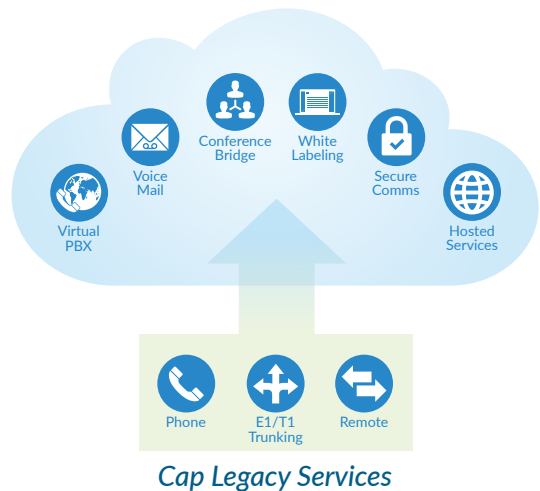 Conference
Bridge
White
Labeling
Voice
Mail
Secure
Comms
Virtual
PBX
Hosted
Services
Phone
E1/T1
Trunking
Remote
Cap Legacy Services